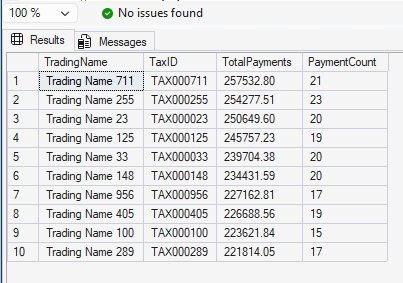 100 % No issues found
Results Messages
TradingName TaxID TotalPayments PaymentCount
1 Trading Name 711 TAX000711 257532.80 21
2 Trading Name 255 TAX000255 254277.51 23
3 Trading Name 23 TAX000023 250649.60 20
4 Trading Name 125 TAX000125 245757.23 19
5 Trading Name 33 TAX000033 239704.38 20
6 Trading Name 148 TAX000148 234431.59 20
7 Trading Name 956 TAX000956 227162.81 17
8 Trading Name 405 TAX000405 226688.56 19
9 Trading Name 100 TAX000100 223621.84 15
10 Trading Name 289 TAX000289 221814.05 17